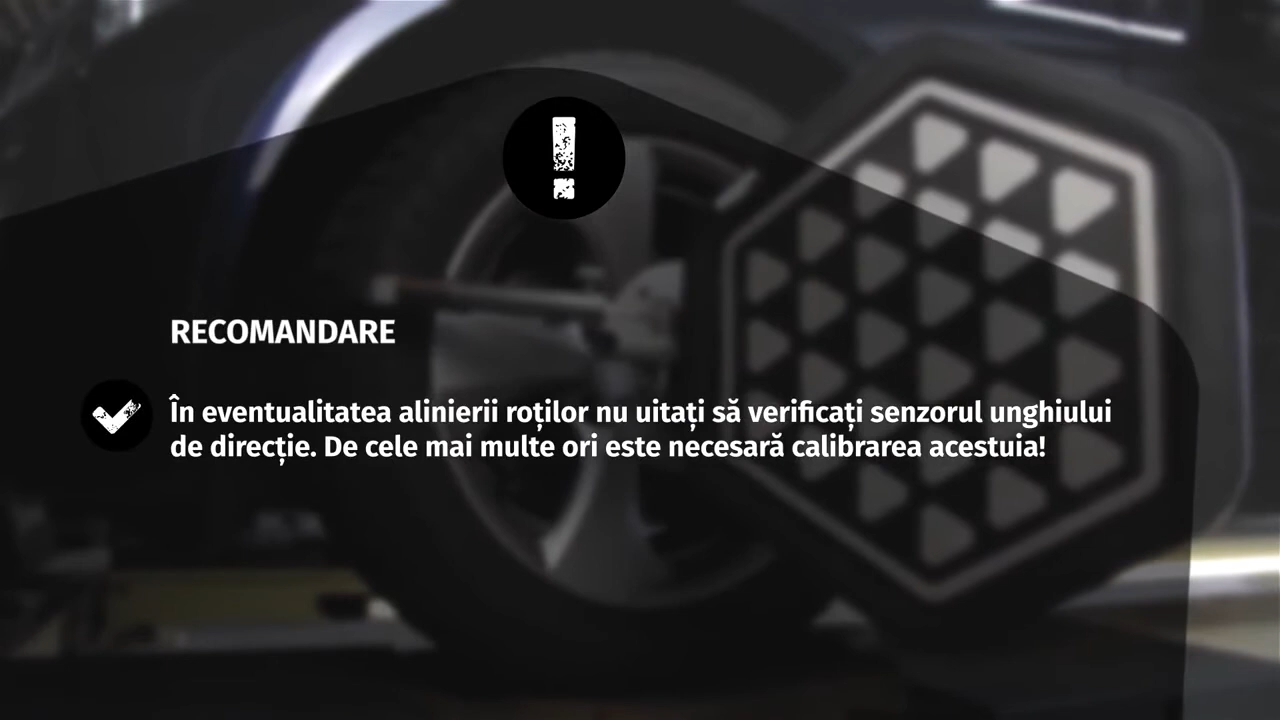 RECOMANDARE
În eventualitatea alinierii roților nu uitați să verificați senzorul unghiului
de direcție. De cele mai multe ori este necesară calibrarea acestuia!